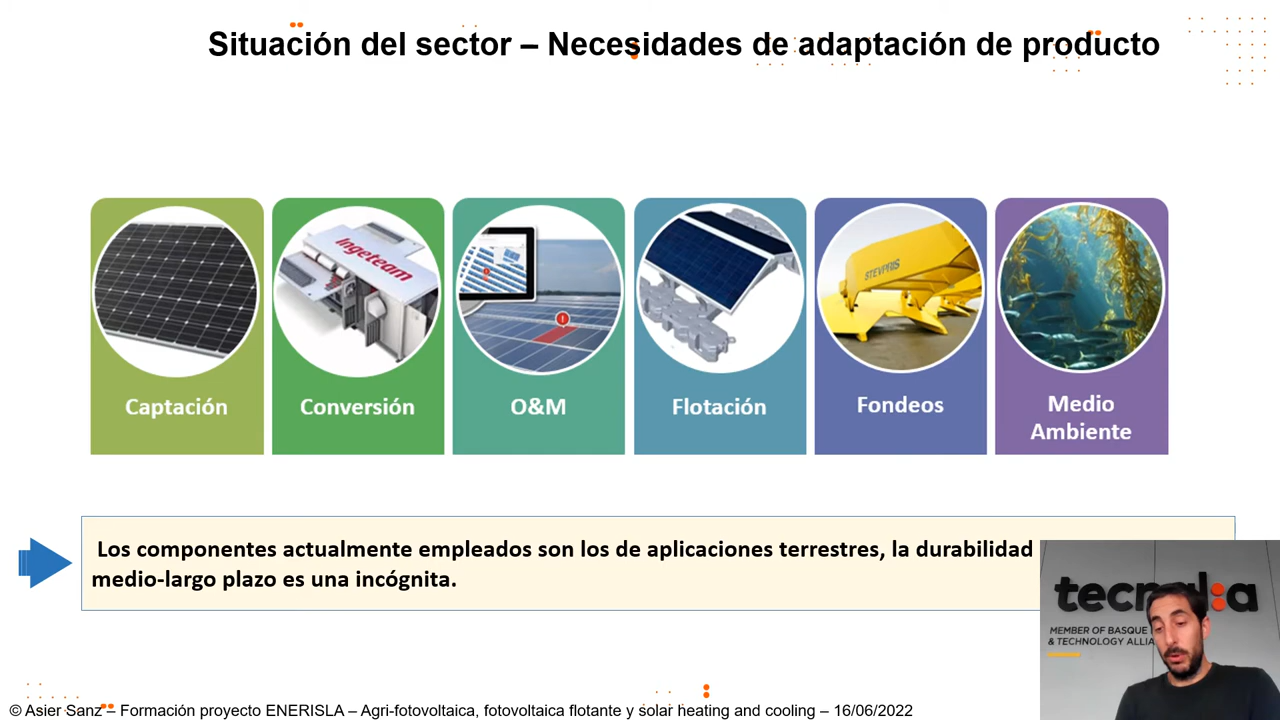 Situación del sector – Necesidades de adaptación de producto
Ingeteam
STEVPRIS
Captación
Conversión
O&M
Flotación
Fondeos
Medio
Ambiente
Los componentes actualmente empleados son los de aplicaciones terrestres, la durabilidad
medio-largo plazo es una incógnita.
MEMBER OF BASQUE
& TECHNOLOGY
© Asier Sanz – Formación proyecto ENERISLA – Agri-fotovoltaica, fotovoltaica flotante y solar heating and cooling – 16/06/2022